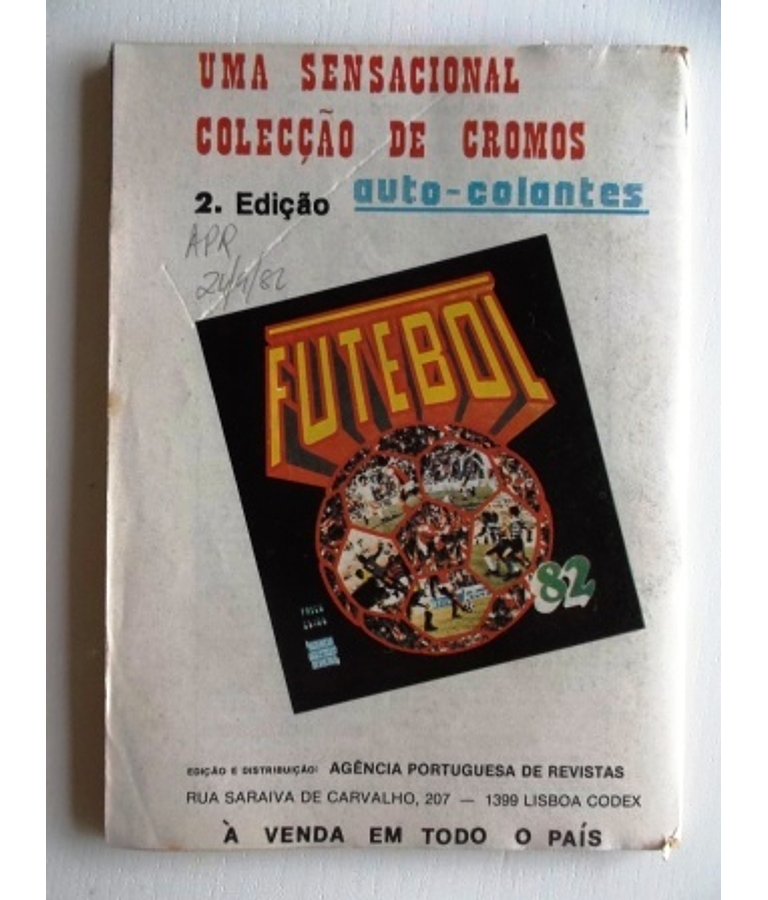 UMA SENSACIONAL
COLECÇÃO DE CROMOS
2. Edição auto-colantes
APR
24/4/82
FUTEBOL
82
EDIÇÃO E DISTRIBUIÇÃO: AGÊNCIA PORTUGUESA DE REVISTAS
RUA SARAIVA DE CARVALHO, 207 — 1399 LISBOA CODEX
À VENDA EM TODO O PAÍS